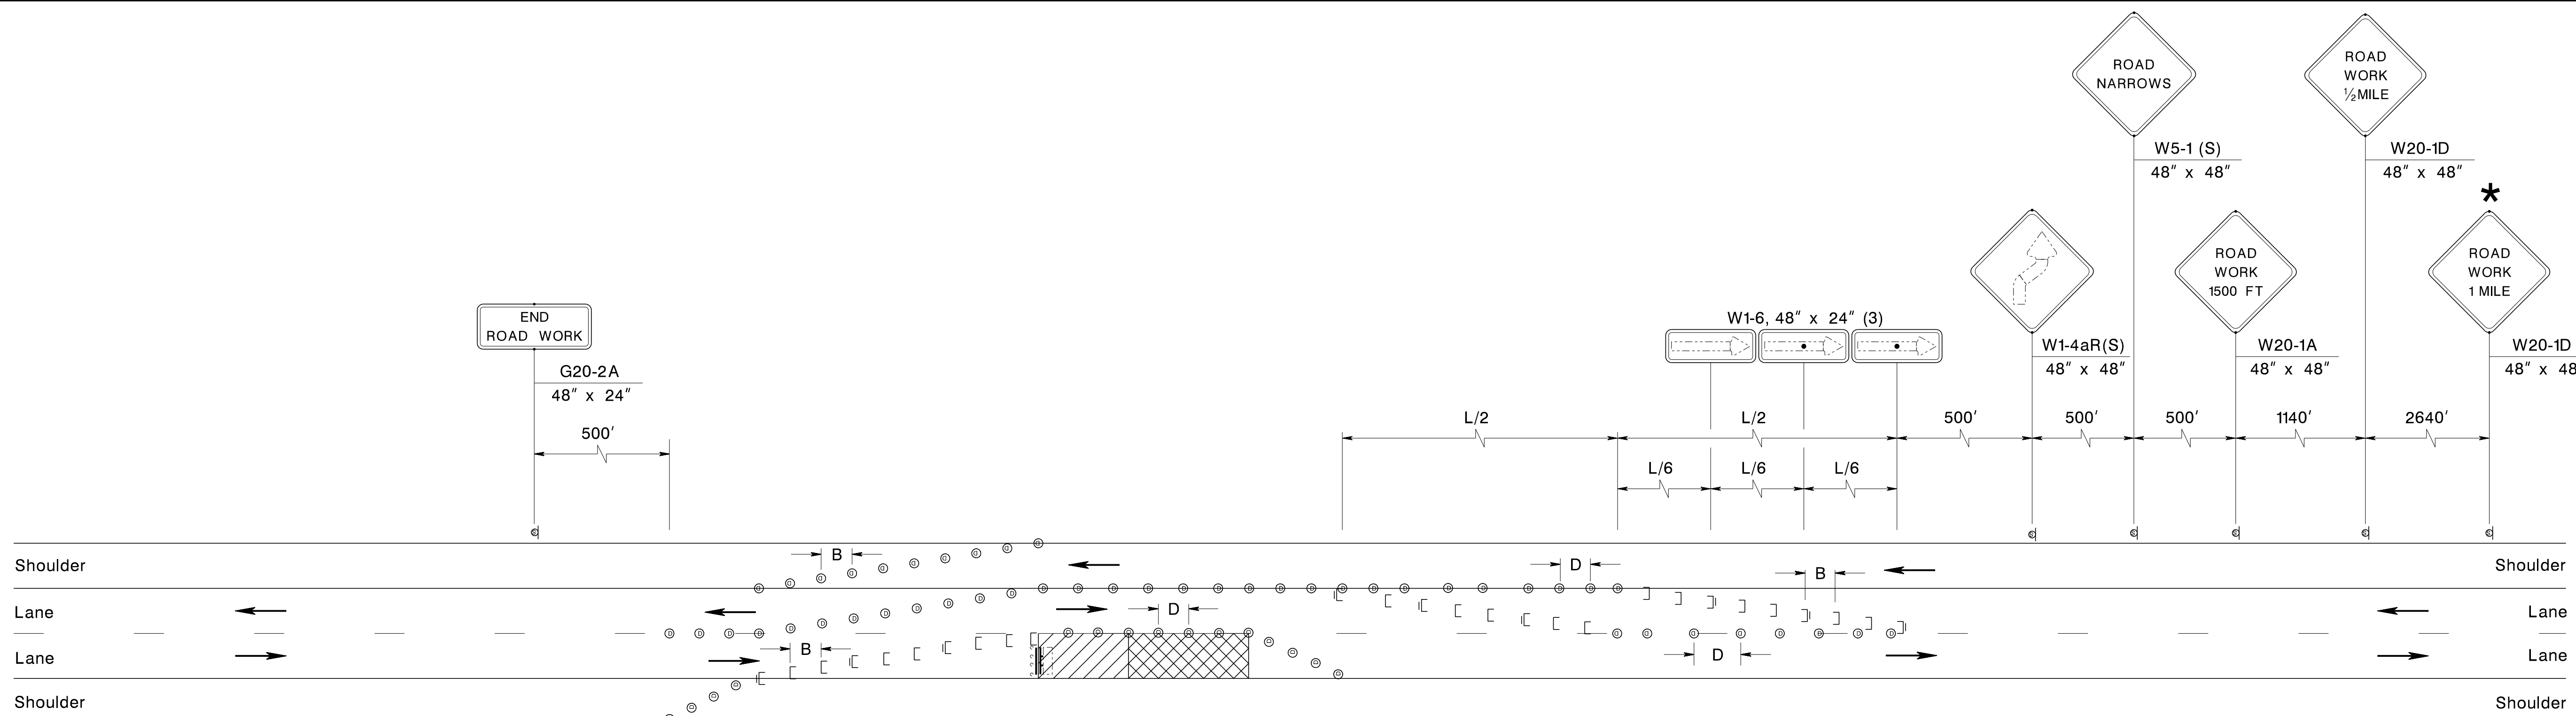 ROAD
NARROWS
W5-1 (S)
48″ x 48″
ROAD
WORK
½ MILE
W20-1D
48″ x 48″
*
ROAD
WORK
1 MILE
W20-1D
48″ x 48
ROAD
WORK
1500 FT
W20-1A
48″ x 48″
W1-4aR(S)
48″ x 48″
W1-6, 48″ x 24″ (3)
END
ROAD WORK
G20-2A
48″ x 24″
500′
L/2
L/2
500′
500′
500′
1140′
2640′
L/6
L/6
L/6
Shoulder
B
D
B
Shoulder
Lane
D
Lane
Lane
B
D
Lane
Shoulder
Shoulder